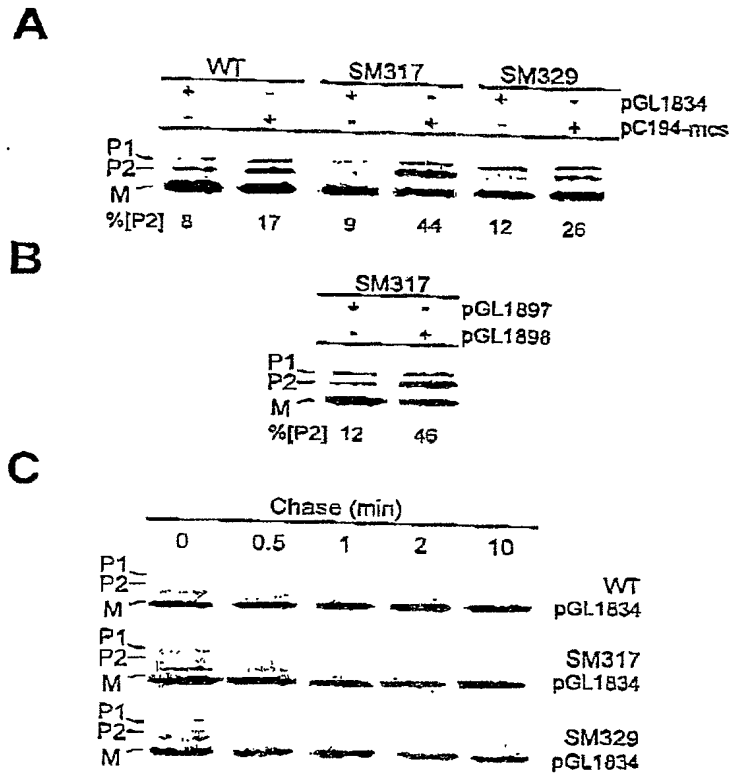 A
WT SM317 SM329
+ - + - + - pGL1834
- + - + - + pC194-mcs
P1
P2
M
%[P2] 8 17 9 44 12 26
B
SM317
+ - pGL1897
- + pGL1898
P1
P2
M
%[P2] 12 46
C
Chase (min)
0 0.5 1 2 10
P1
P2
M
WT
pGL1834
P1
P2
M
SM317
pGL1834
P1
P2
M
SM329
pGL1834